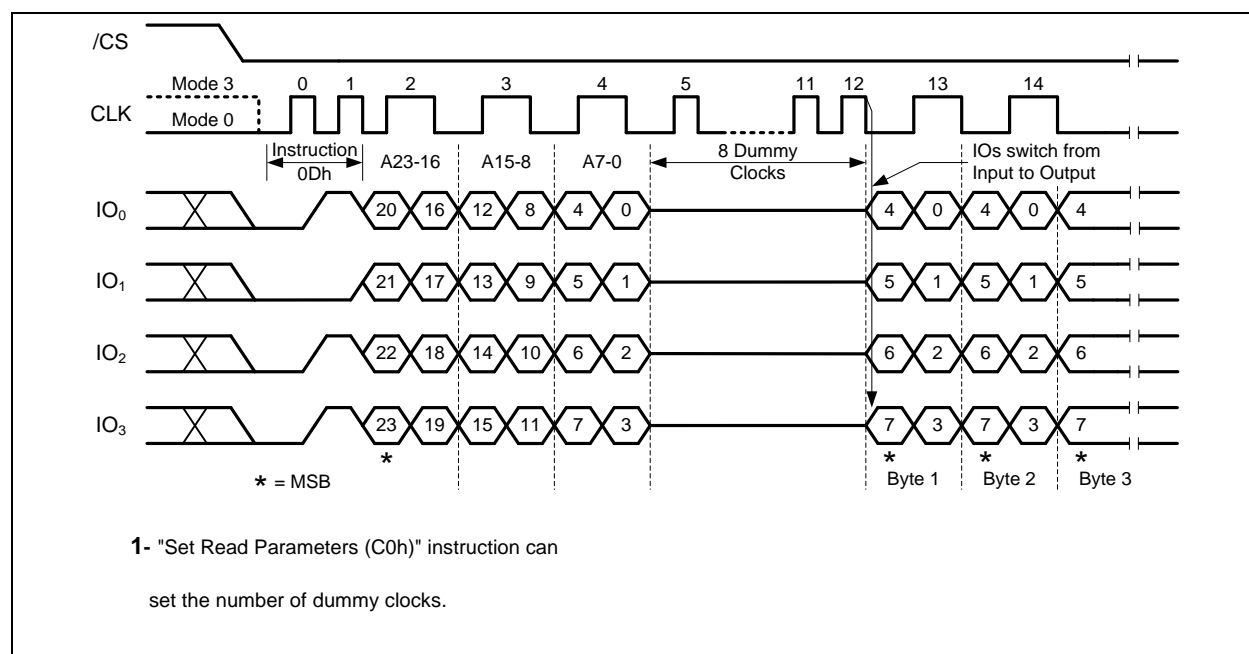 /CS
Mode 3 0 1 2 3 4 5 11 12 13 14
CLK Mode 0
Instruction 0Dh A23-16 A15-8 A7-0 8 Dummy Clocks IOs switch from Input to Output
IO₀ 20 16 12 8 4 0 4 0 4 0 4
IO₁ 21 17 13 9 5 1 5 1 5 1 5
IO₂ 22 18 14 10 6 2 6 2 6 2 6
IO₃ 23 19 15 11 7 3 7 3 7 3 7
* * * *
* = MSB Byte 1 Byte 2 Byte 3
1- "Set Read Parameters (C0h)" instruction can
set the number of dummy clocks.